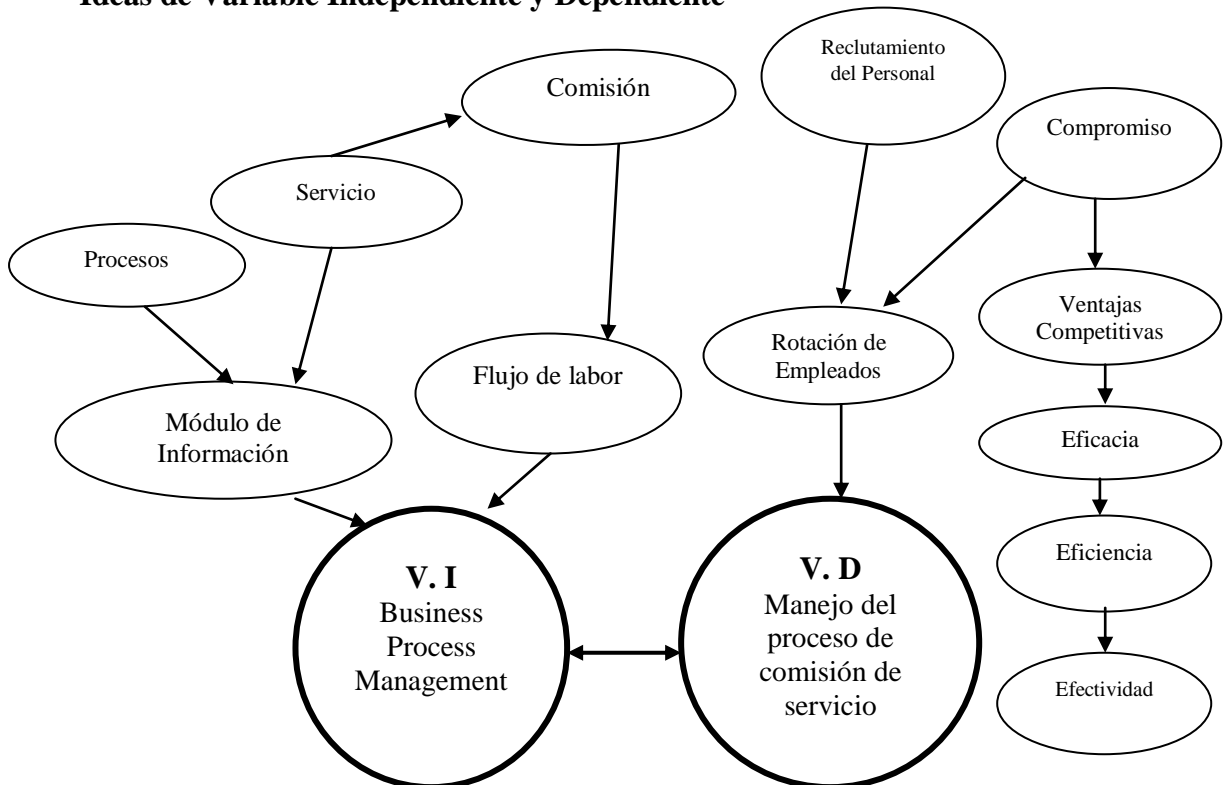 Ideas de Variable Independiente y Dependiente
Reclutamiento
del Personal
Comisión
Compromiso
Servicio
Procesos
Ventajas
Competitivas
Rotación de
Empleados
Flujo de labor
Módulo de
Información
Eficacia
Eficiencia
V. I
Business
Process
Management
V. D
Manejo del
proceso de
comisión de
servicio
Efectividad